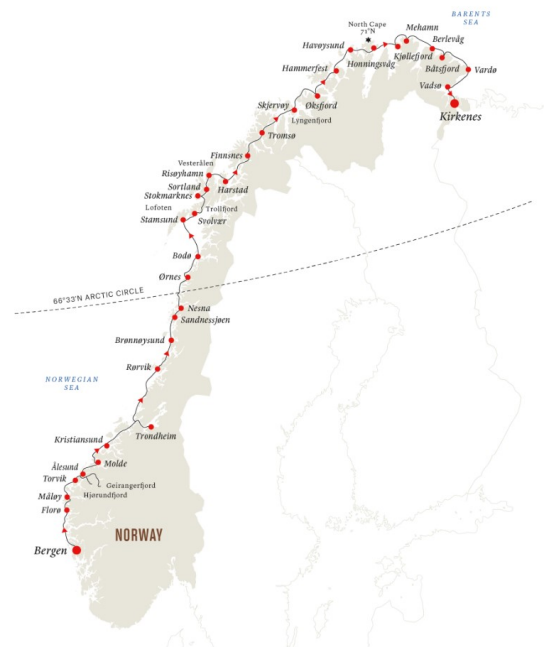 BARENTS
SEA
North Cape
71°N
Mehamn
Berlevåg
Havøysund
Kjøllefjord
Honningsvåg
Båtsfjord
Vardø
Hammerfest
Vadsø
Kirkenes
Skjervøy
Øksfjord
Lyngenfjord
Tromsø
Finnsnes
Vesterålen
Risøyhamn
Harstad
Sortland
Stokmarknes
Lofoten
Trollfjord
Stamsund
Svolvær
Bodø
Ørnes
66°33'N ARCTIC CIRCLE
Nesna
Sandnessjøen
Brønnøysund
Rørvik
NORWEGIAN
SEA
Trondheim
Kristiansund
Molde
Ålesund
Torvik
Geirangerfjord
Hjørundfjord
Måløy
Florø
NORWAY
Bergen